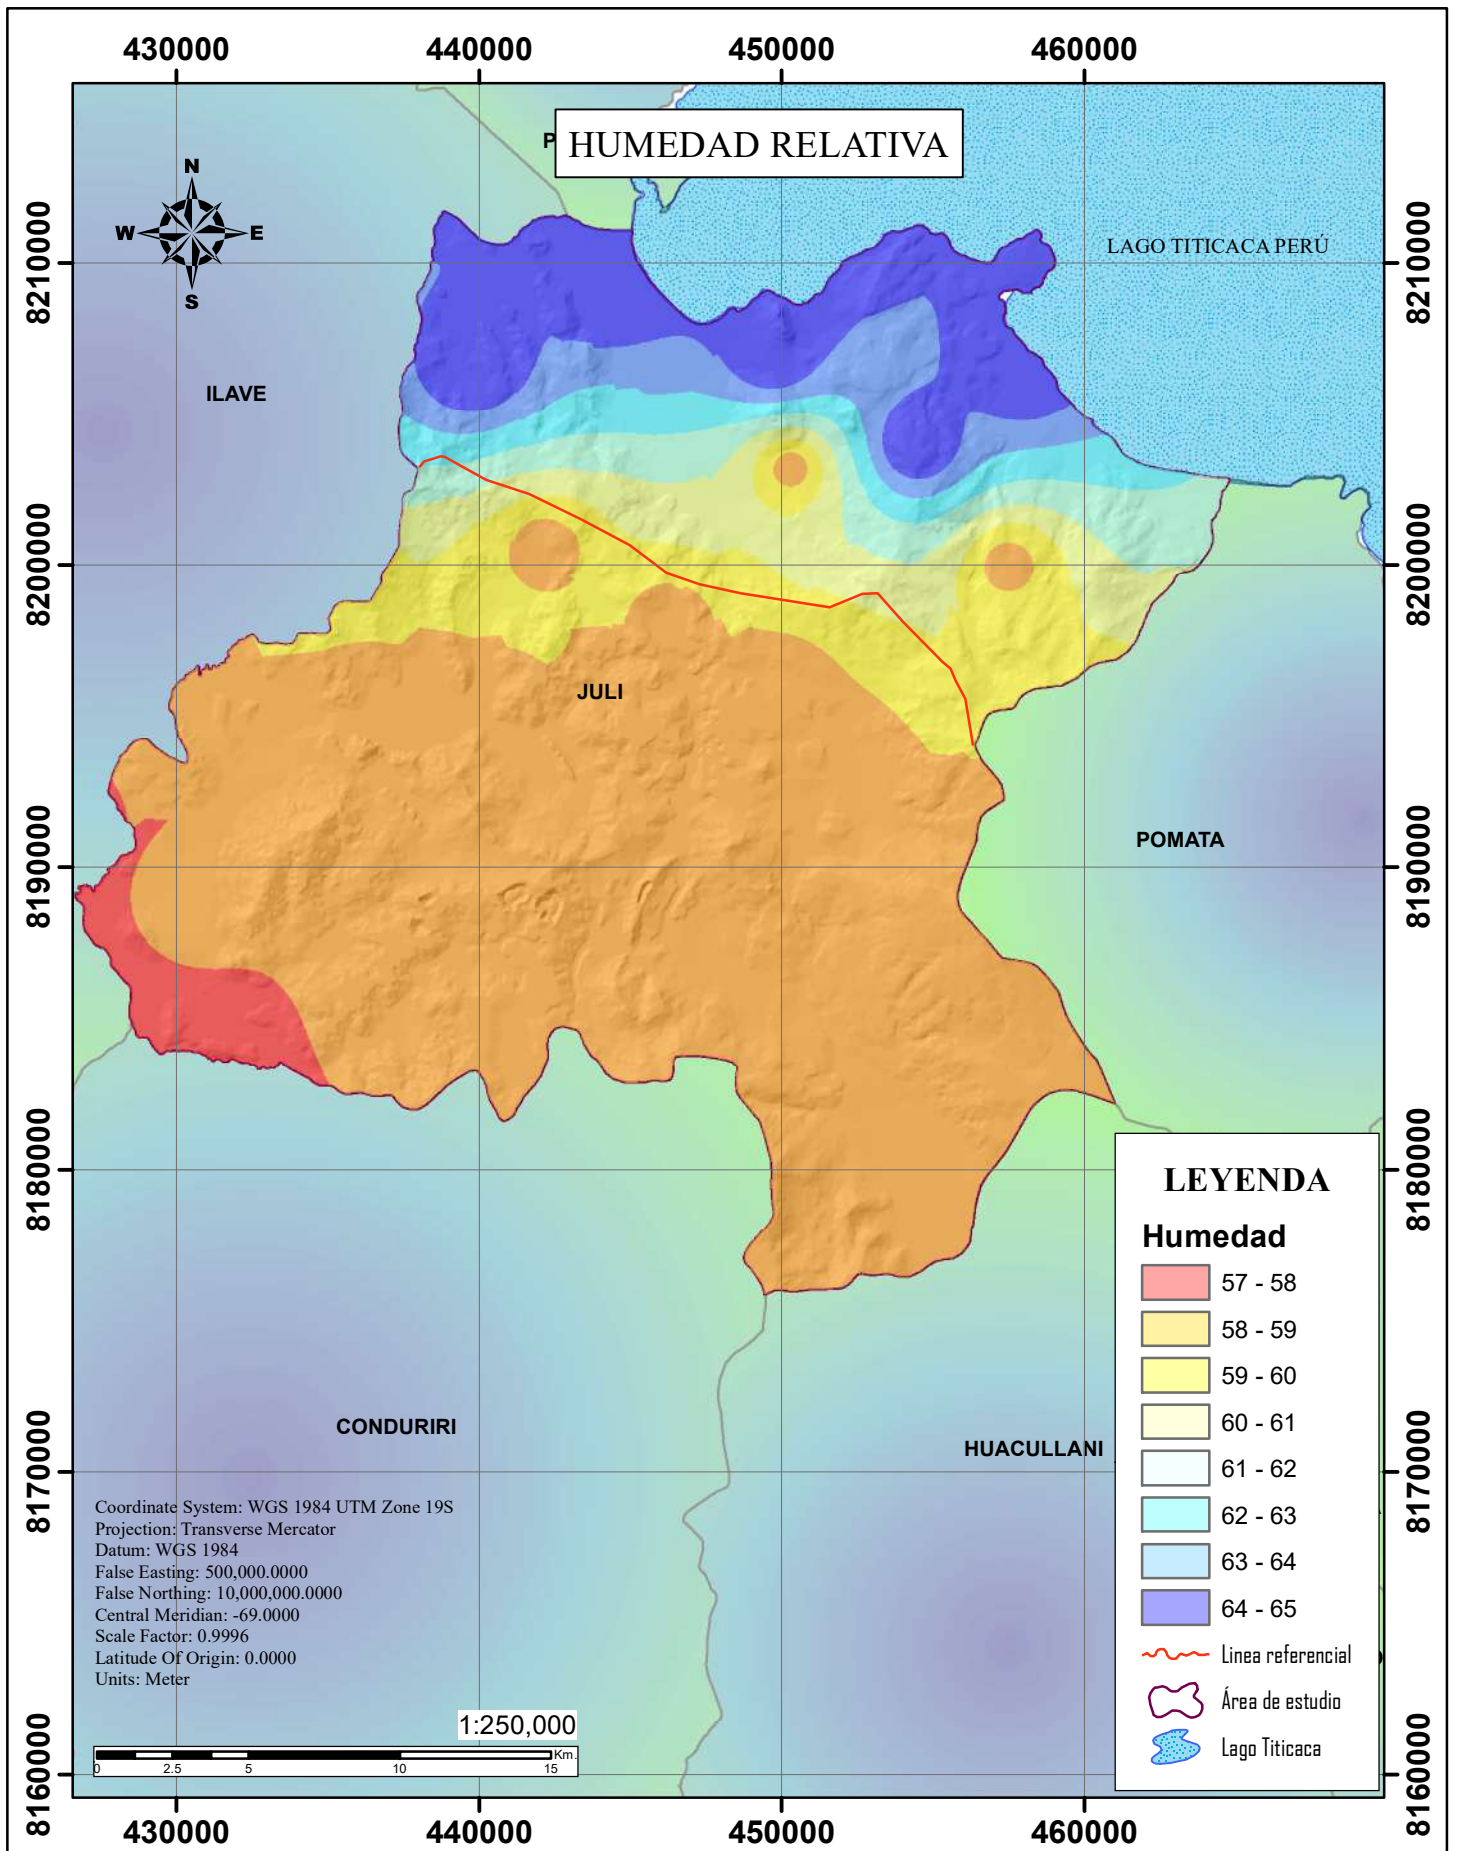 430000 440000 450000 460000
P
HUMEDAD RELATIVA
N
W E
S
LAGO TITICACA PERÚ
8210000 8210000
ILAVE
8200000 8200000
JULI
POMATA
8190000 8190000
8180000 8180000
LEYENDA
Humedad
57 - 58
58 - 59
59 - 60
60 - 61
61 - 62
62 - 63
63 - 64
64 - 65
Linea referencial
Área de estudio
Lago Titicaca
CONDURIRI
HUACULLANI
8170000 8170000
Coordinate System: WGS 1984 UTM Zone 19S
Projection: Transverse Mercator
Datum: WGS 1984
False Easting: 500,000.0000
False Northing: 10,000,000.0000
Central Meridian: -69.0000
Scale Factor: 0.9996
Latitude Of Origin: 0.0000
Units: Meter
1:250,000
Km.
0 2.5 5 10 15
8160000 8160000
430000 440000 450000 460000